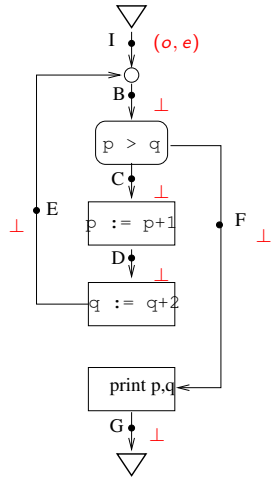 I (o, e)
B
⊥
p > q
C
⊥
p := p+1
E
F
⊥
⊥
D
⊥
q := q+2
print p,q
G
⊥